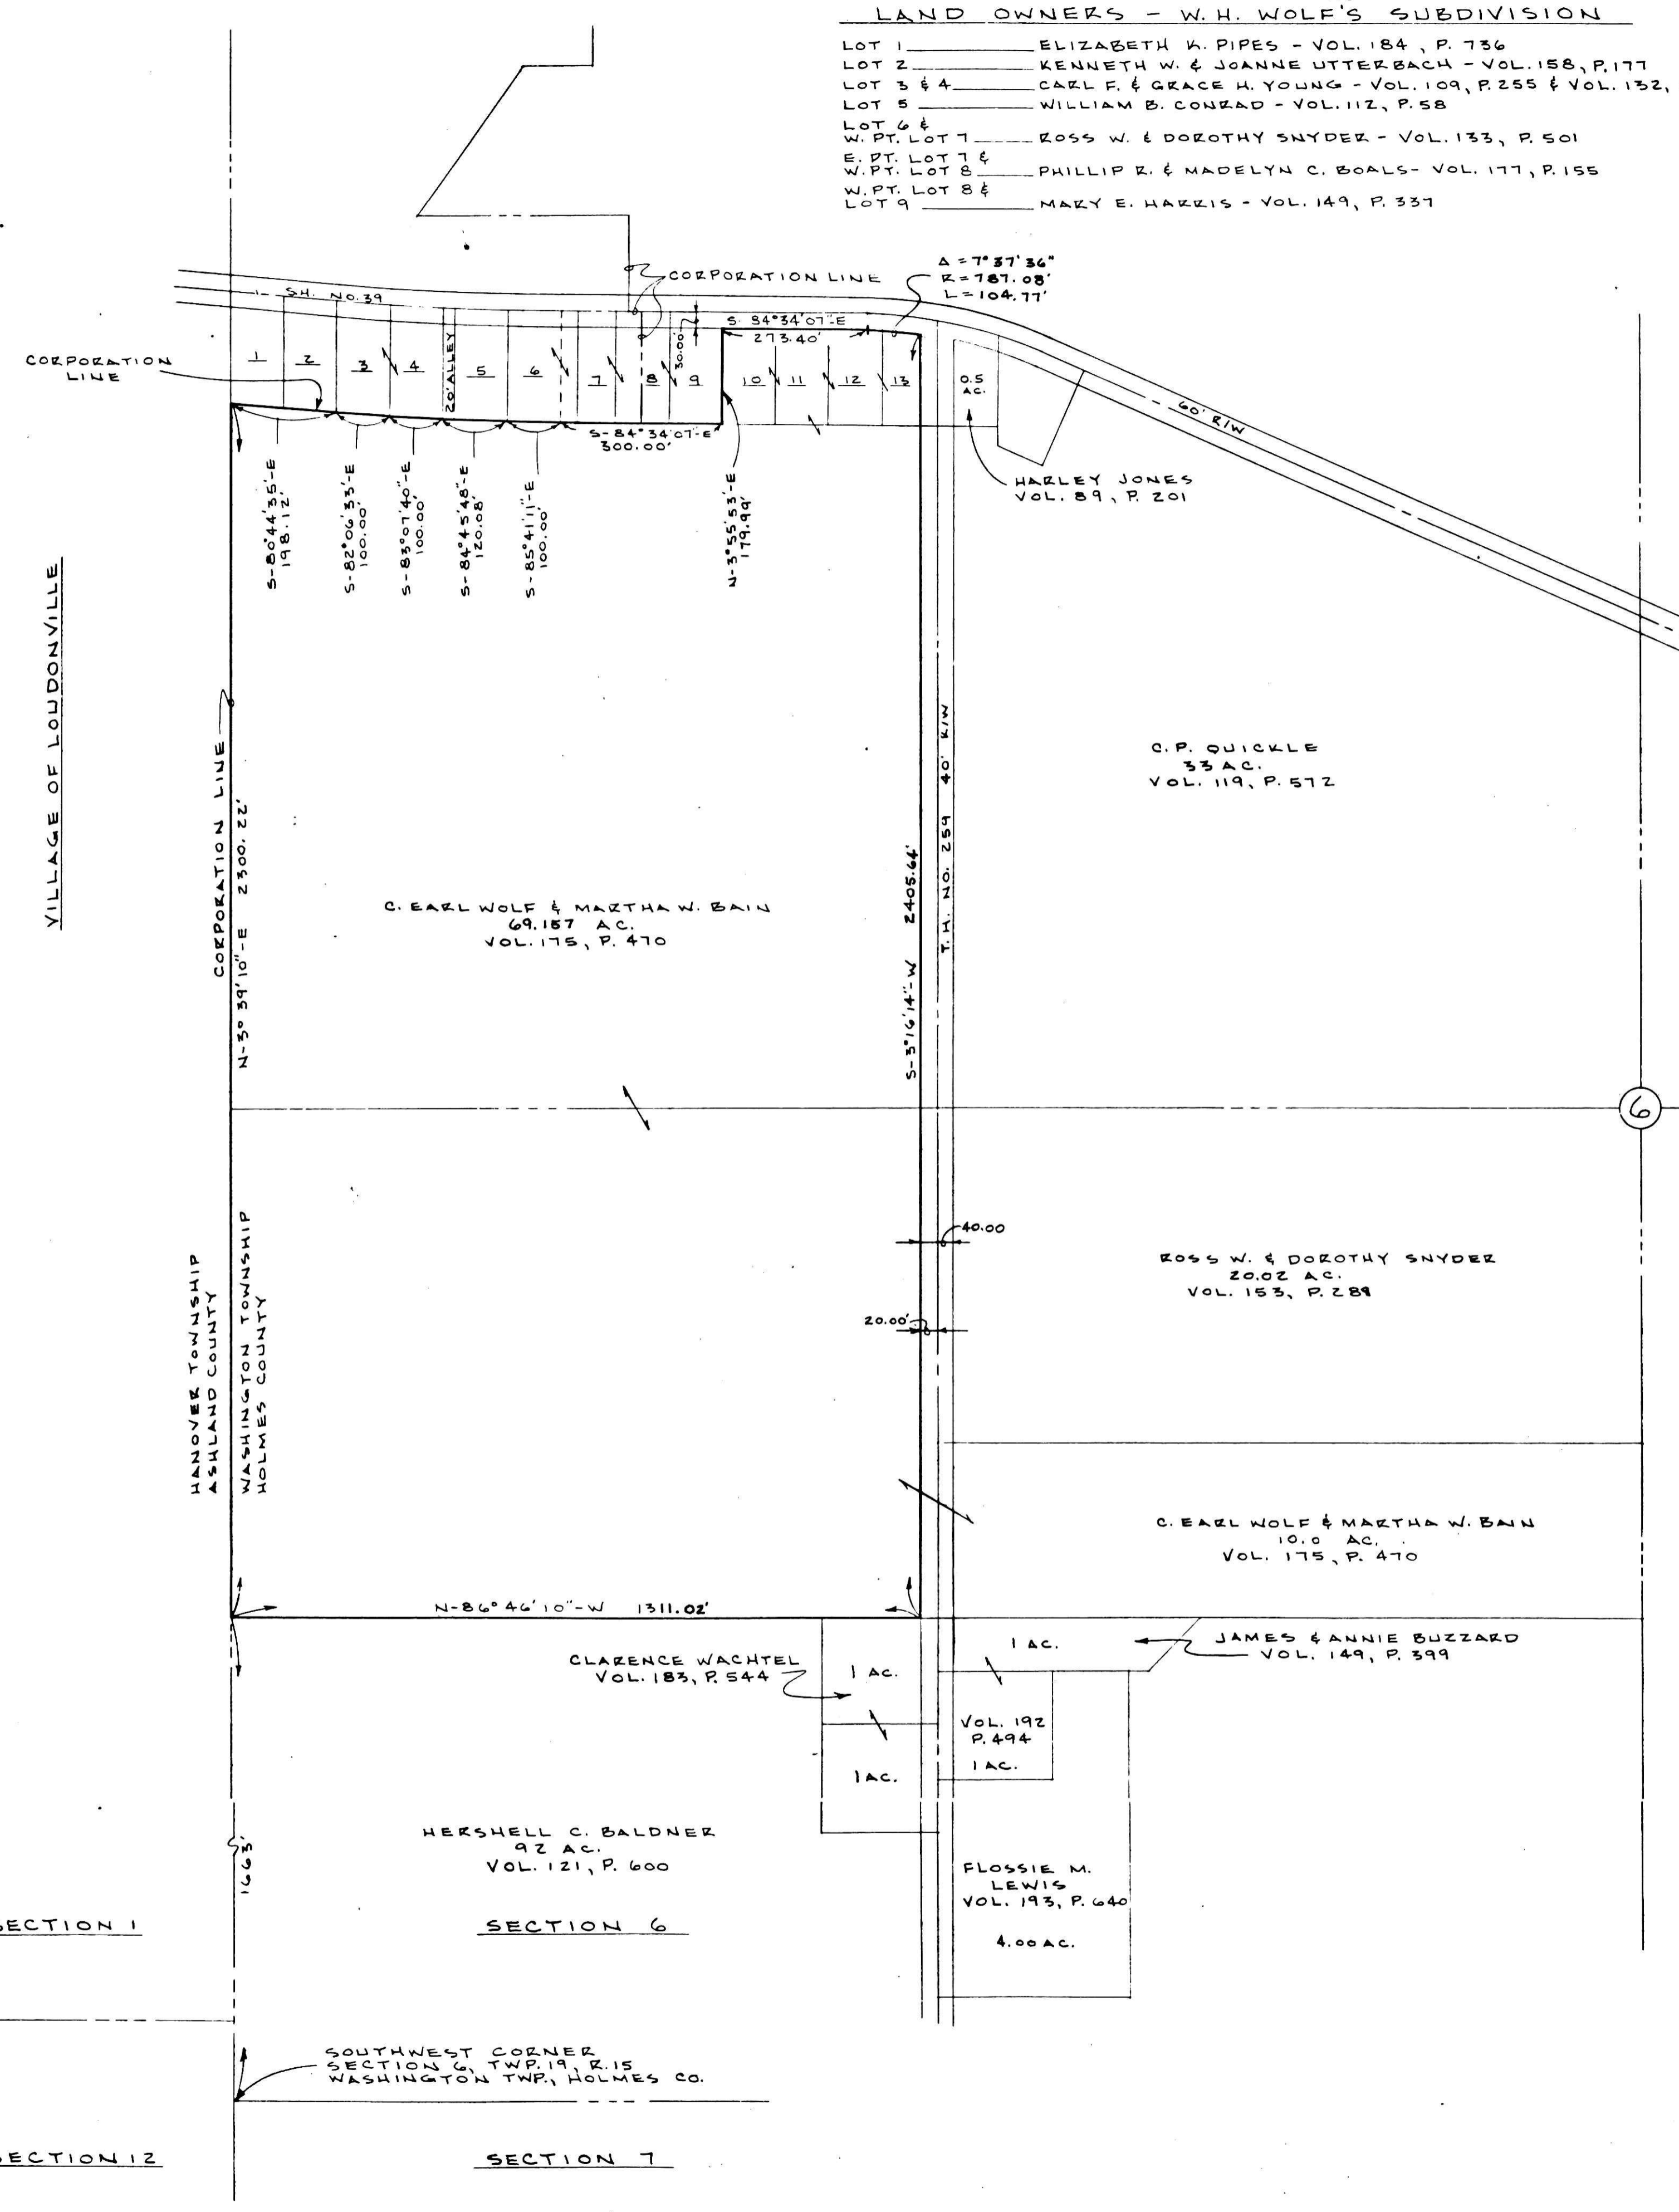 LAND OWNERS - W. H. WOLF'S SUBDIVISION
LOT 1 ELIZABETH K. PIPES - VOL. 184, P. 736
LOT 2 KENNETH W. & JOANNE UTTERBACH - VOL. 158, P. 177
LOT 3 & 4 CARL F. & GRACE H. YOUNG - VOL. 109, P. 255 & VOL. 132,
LOT 5 WILLIAM B. CONRAD - VOL. 112, P. 58
LOT 6 &
W. PT. LOT 7 ROSS W. & DOROTHY SNYDER - VOL. 133, P. 501
E. PT. LOT 7 &
W. PT. LOT 8 PHILLIP R. & MADELYN C. BOALS - VOL. 177, P. 155
W. PT. LOT 8 &
LOT 9 MARY E. HARRIS - VOL. 149, P. 337
Δ = 7° 37' 36"
R = 787.08'
L = 104.77'
CORPORATION LINE
S.H. NO. 39
S- 84° 34' 07"-E
273.40'
30.00'
CORPORATION
LINE
1 2 3 4 20' ALLEY 5 6 7 8 9 10 11 12 13
0.5
AC.
60' R/W
S-84° 34' 07"-E
300.00'
HARLEY JONES
VOL. 89, P. 201
S-80° 44' 35"-E
198.12'
S-82° 06' 33"-E
100.00'
S-83° 07' 40"-E
100.00'
S-84° 45' 48"-E
120.08'
S-85° 41' 11"-E
100.00'
N-3° 55' 53"-E
179.99'
VILLAGE OF LOUDONVILLE
CORPORATION LINE
N-3° 39' 10"-E 2300.22'
C. P. QUICKLE
33 AC.
VOL. 119, P. 572
T. H. NO. 259 40' R/W
S-3° 16' 14"-W 2405.64'
C. EARL WOLF & MARTHA W. BAIN
69.157 AC.
VOL. 175, P. 470
6
HANOVER TOWNSHIP
ASHLAND COUNTY
WASHINGTON TOWNSHIP
HOLMES COUNTY
40.00
20.00'
ROSS W. & DOROTHY SNYDER
20.02 AC.
VOL. 153, P. 289
C. EARL WOLF & MARTHA W. BAIN
10.0 AC.
VOL. 175, P. 470
N-86° 46' 10"-W 1311.02'
CLARENCE WACHTEL
VOL. 183, P. 544
1 AC.
1 AC.
1 AC.
JAMES & ANNIE BUZZARD
VOL. 149, P. 399
VOL. 192
P. 494
1 AC.
HERSHELL C. BALDNER
92 AC.
VOL. 121, P. 600
1663'
FLOSSIE M.
LEWIS
VOL. 193, P. 640
4.00 AC.
SECTION 1
SECTION 6
SOUTHWEST CORNER
SECTION 6, TWP. 19, R. 15
WASHINGTON TWP., HOLMES CO.
SECTION 12
SECTION 7